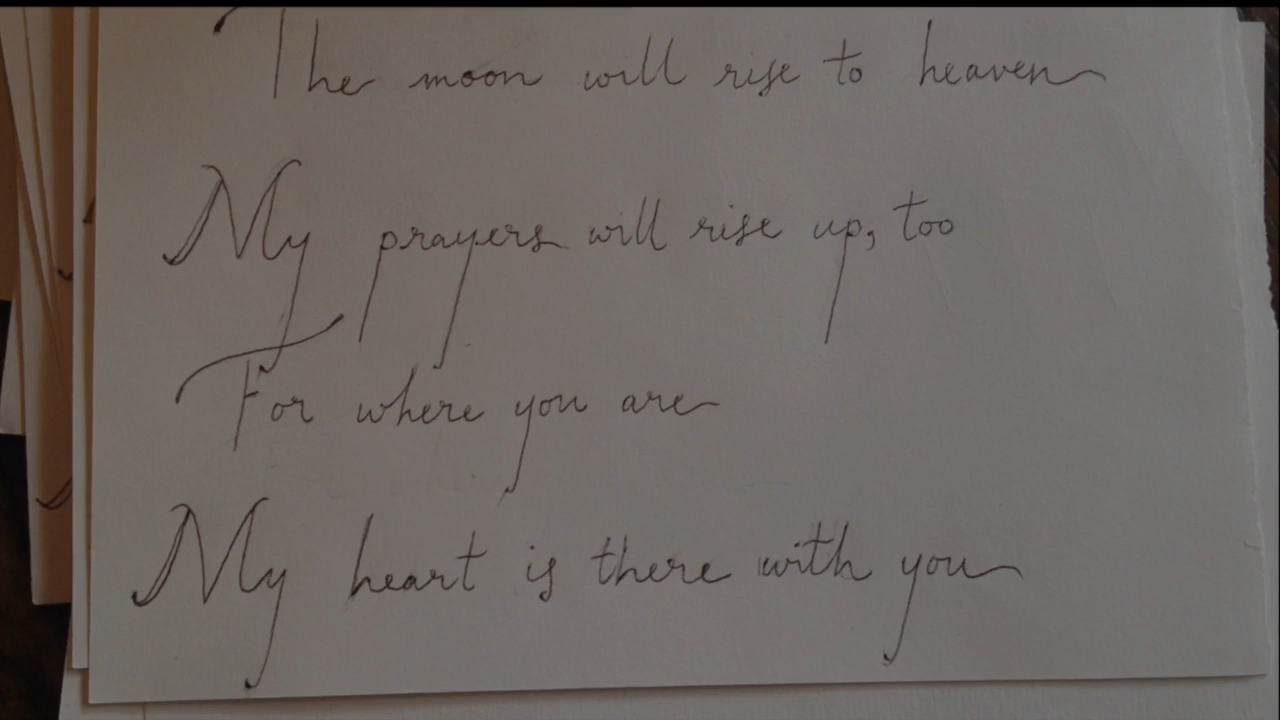 The moon will rise to heaven
My prayers will rise up, too
For where you are
My heart is there with you